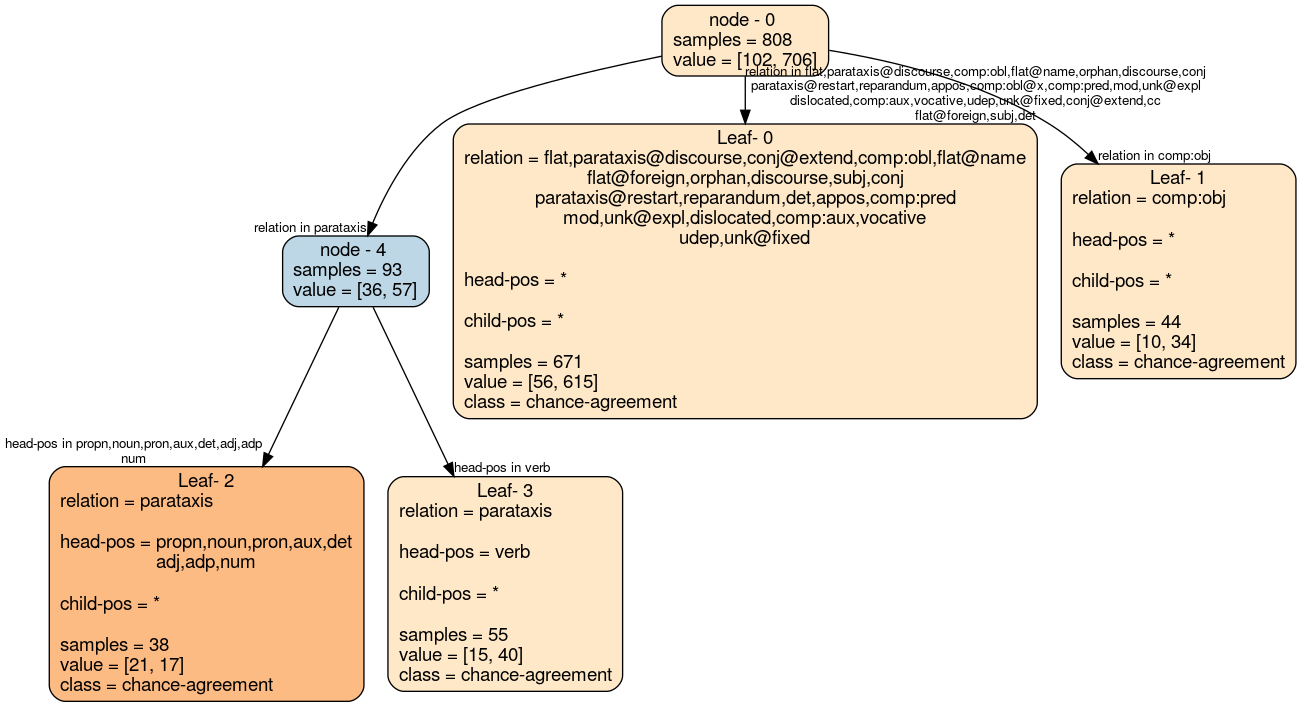 node - 0
samples = 808
value = [102, 706]
relation in flat,parataxis@discourse,comp:obl,flat@name,orphan,discourse,conj
parataxis@restart,reparandum,appos,comp:obl@x,comp:pred,mod,unk@expl
dislocated,comp:aux,vocative,udep,unk@fixed,conj@extend,cc
flat@foreign,subj,det
Leaf- 0
relation = flat,parataxis@discourse,conj@extend,comp:obl,flat@name
flat@foreign,orphan,discourse,subj,conj
parataxis@restart,reparandum,det,appos,comp:pred
mod,unk@expl,dislocated,comp:aux,vocative
udep,unk@fixed
head-pos = *
child-pos = *
samples = 671
value = [56, 615]
class = chance-agreement
relation in comp:obj
Leaf- 1
relation = comp:obj
head-pos = *
child-pos = *
samples = 44
value = [10, 34]
class = chance-agreement
relation in parataxis
node - 4
samples = 93
value = [36, 57]
head-pos in propn,noun,pron,aux,det,adj,adp
num
Leaf- 2
relation = parataxis
head-pos = propn,noun,pron,aux,det
adj,adp,num
child-pos = *
samples = 38
value = [21, 17]
class = chance-agreement
head-pos in verb
Leaf- 3
relation = parataxis
head-pos = verb
child-pos = *
samples = 55
value = [15, 40]
class = chance-agreement